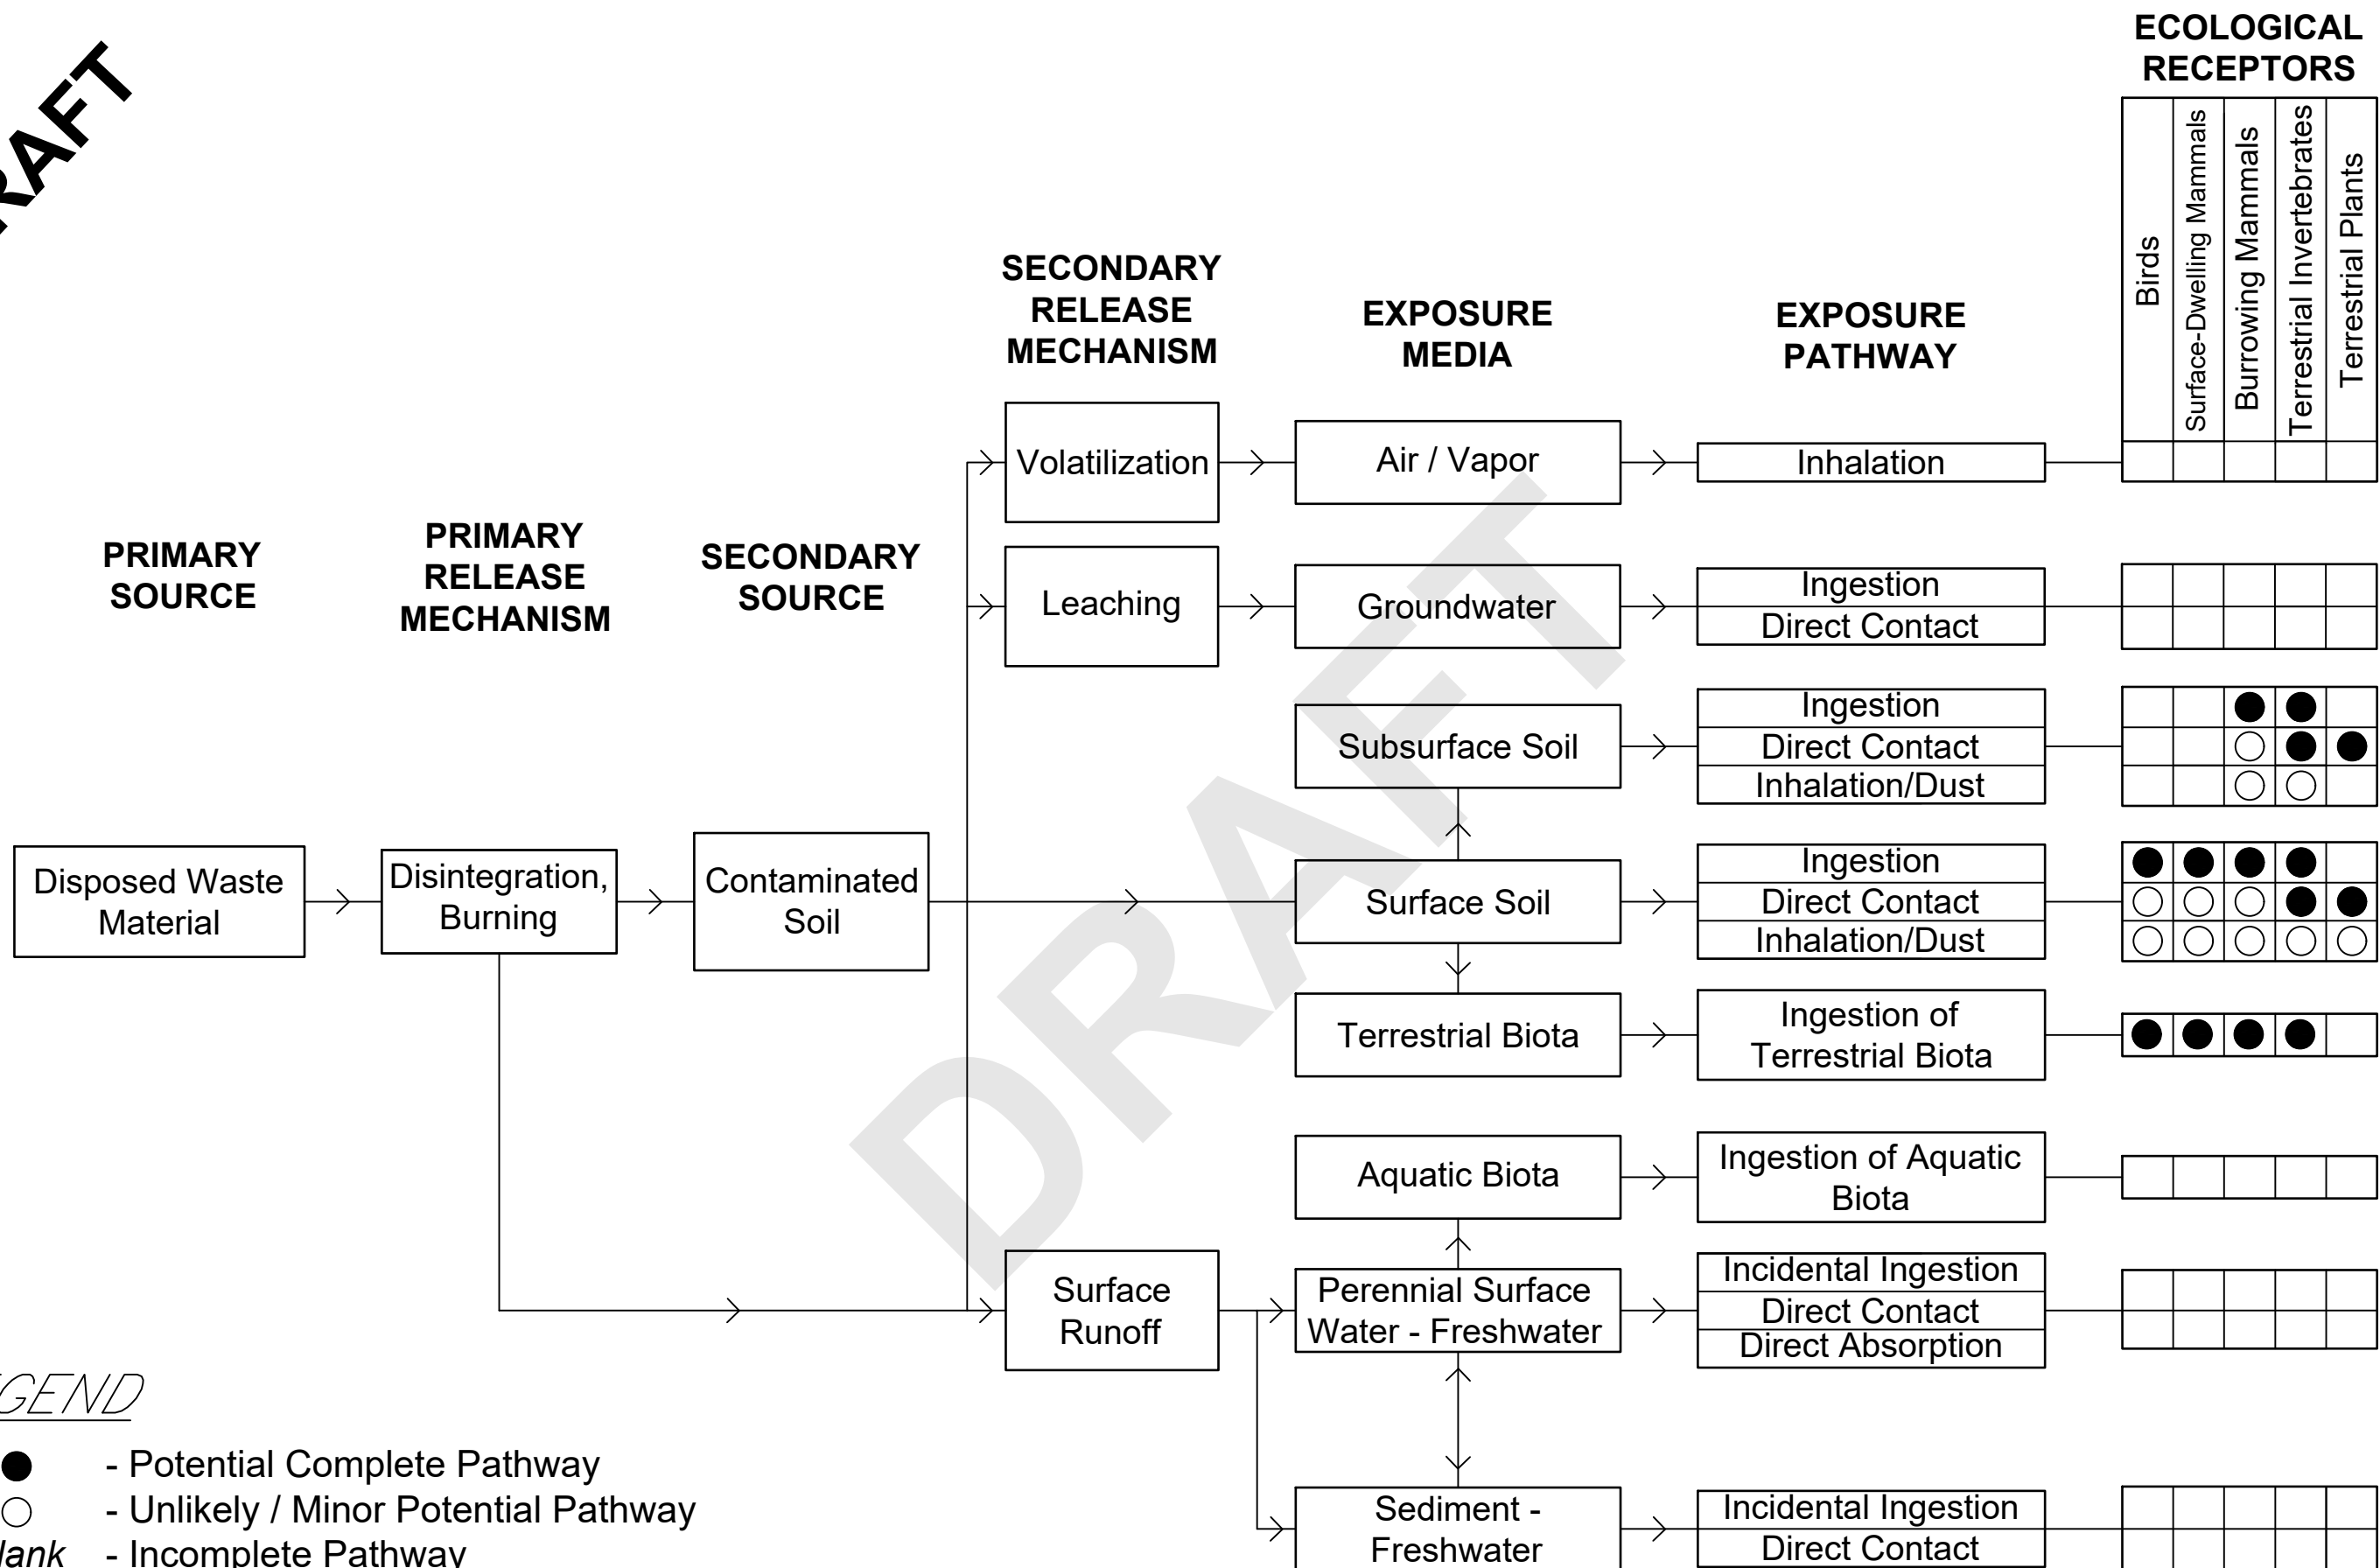 ECOLOGICAL
RECEPTORS
Birds
Surface-Dwelling Mammals
Burrowing Mammals
Terrestrial Invertebrates
Terrestrial Plants
RAFT
SECONDARY
RELEASE
MECHANISM
EXPOSURE
MEDIA
EXPOSURE
PATHWAY
PRIMARY
SOURCE
PRIMARY
RELEASE
MECHANISM
SECONDARY
SOURCE
Volatilization
Air / Vapor
Inhalation
Leaching
Groundwater
Ingestion
Direct Contact
Subsurface Soil
Ingestion
Direct Contact
Inhalation/Dust
Disposed Waste
Material
Disintegration,
Burning
Contaminated
Soil
Surface Soil
Ingestion
Direct Contact
Inhalation/Dust
Terrestrial Biota
Ingestion of
Terrestrial Biota
Aquatic Biota
Ingestion of Aquatic
Biota
Surface
Runoff
Perennial Surface
Water - Freshwater
Incidental Ingestion
Direct Contact
Direct Absorption
Sediment -
Freshwater
Incidental Ingestion
Direct Contact
DRAFT
GEND
- Potential Complete Pathway
- Unlikely / Minor Potential Pathway
lank - Incomplete Pathway